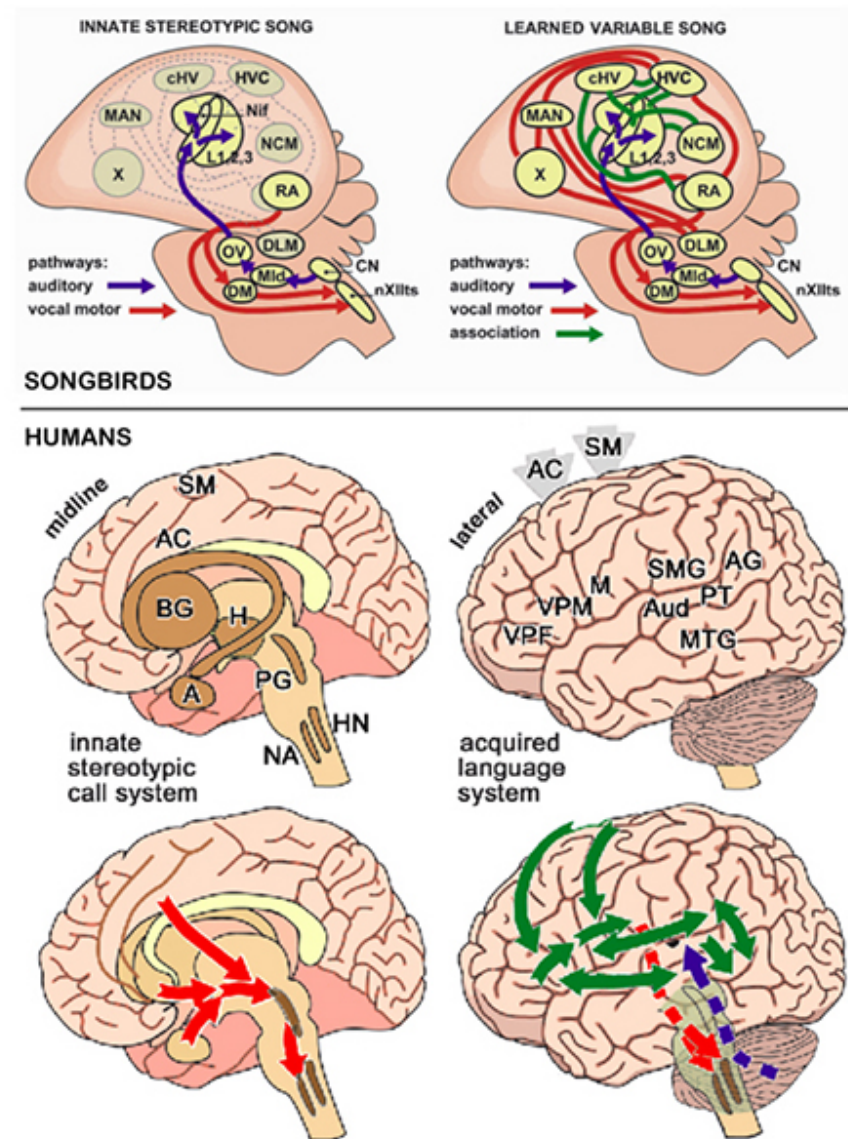 INNATE STEREOTYPIC SONG
cHV
HVC
MAN
Nif
NCM
L1,2,3
X
RA
OV
DLM
MId
CN
DM
nXIIts
pathways:
auditory
vocal motor
LEARNED VARIABLE SONG
cHV
HVC
MAN
NCM
L1,2,3
X
RA
OV
DLM
MId
CN
DM
nXIIts
pathways:
auditory
vocal motor
association
SONGBIRDS
HUMANS
midline
SM
AC
BG
H
A
PG
HN
NA
innate
stereotypic
call system
AC
SM
lateral
SMG
AG
M
PT
VPM
Aud
VPF
MTG
acquired
language
system